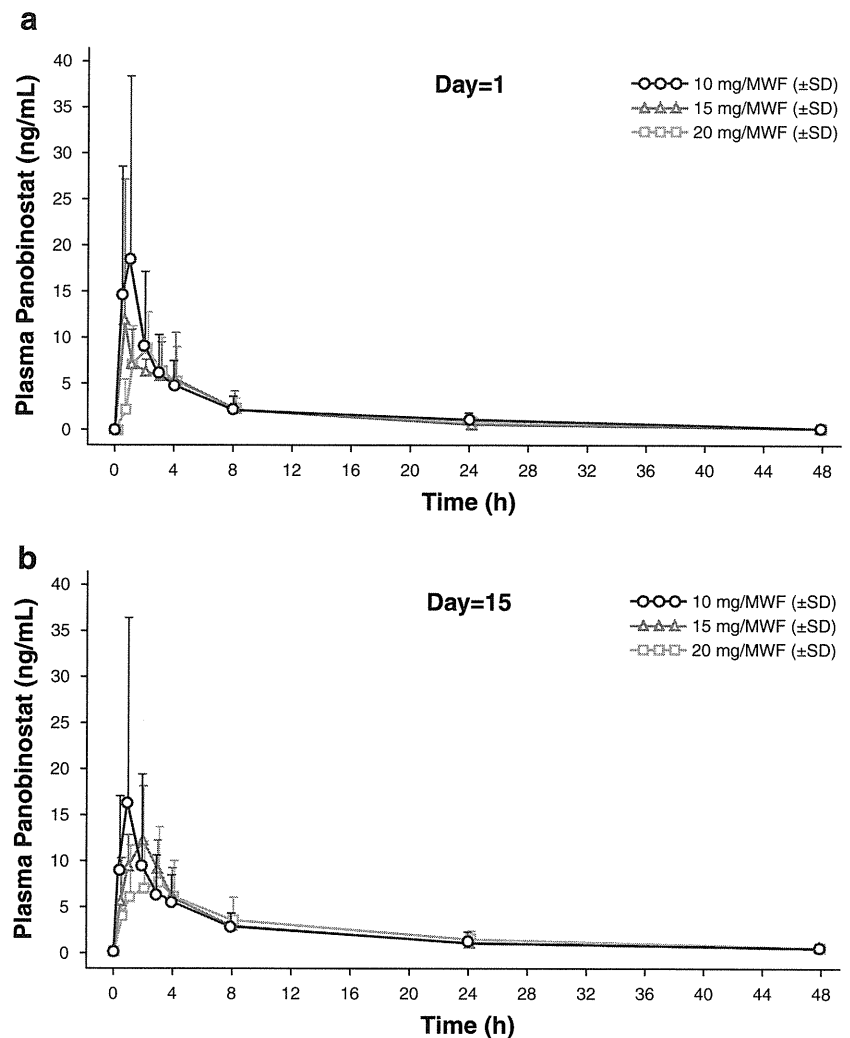 a
Day=1
10 mg/MWF (±SD)
15 mg/MWF (±SD)
20 mg/MWF (±SD)
Plasma Panobinostat (ng/mL)
40
35
30
25
20
15
10
5
0
0 4 8 12 16 20 24 28 32 36 40 44 48
Time (h)
b
Day=15
10 mg/MWF (±SD)
15 mg/MWF (±SD)
20 mg/MWF (±SD)
Plasma Panobinostat (ng/mL)
40
35
30
25
20
15
10
5
0
0 4 8 12 16 20 24 28 32 36 40 44 48
Time (h)